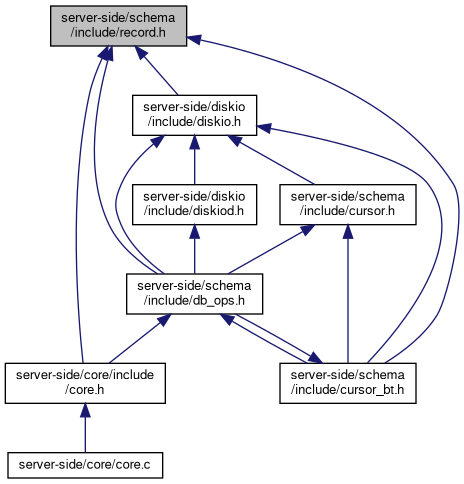 server-side/schema
/include/record.h
server-side/diskio
/include/diskio.h
server-side/diskio
/include/diskiod.h
server-side/schema
/include/cursor.h
server-side/schema
/include/db_ops.h
server-side/core/include
/core.h
server-side/schema
/include/cursor_bt.h
server-side/core/core.c